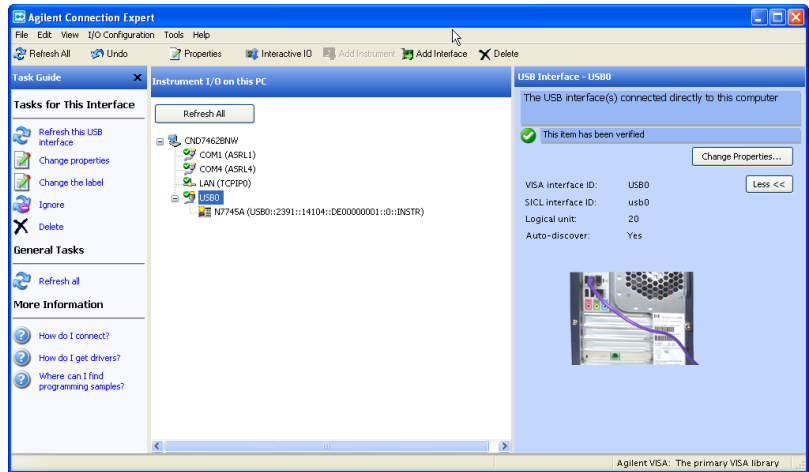 Agilent Connection Expert
File Edit View I/O Configuration Tools Help
Refresh All Undo Properties Interactive IO Add Instrument Add Interface Delete
Task Guide
Tasks for This Interface
Refresh this USB
interface
Change properties
Change the label
Ignore
Delete
General Tasks
Refresh all
More Information
How do I connect?
How do I get drivers?
Where can I find
programming samples?
Instrument I/O on this PC
Refresh All
CND7462BNW
COM1 (ASRL1)
COM4 (ASRL4)
LAN (TCPIP0)
USB0
N7745A (USB0::2391::14104::DE00000001::0::INSTR)
USB Interface - USB0
The USB interface(s) connected directly to this computer
This item has been verified
Change Properties...
VISA interface ID: USB0
Less <<
SICL interface ID: usb0
Logical unit: 20
Auto-discover: Yes
Agilent VISA: The primary VISA library